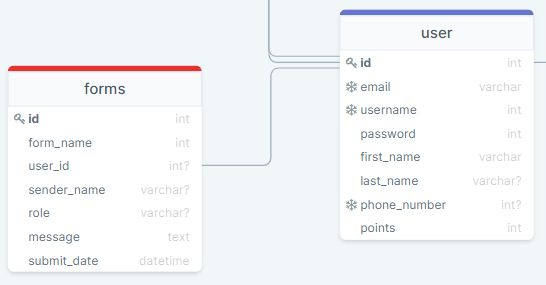 forms
id int
form_name int
user_id int?
sender_name varchar?
role varchar?
message text
submit_date datetime
user
id int
email varchar
username int
password int
first_name varchar
last_name varchar?
phone_number int?
points int